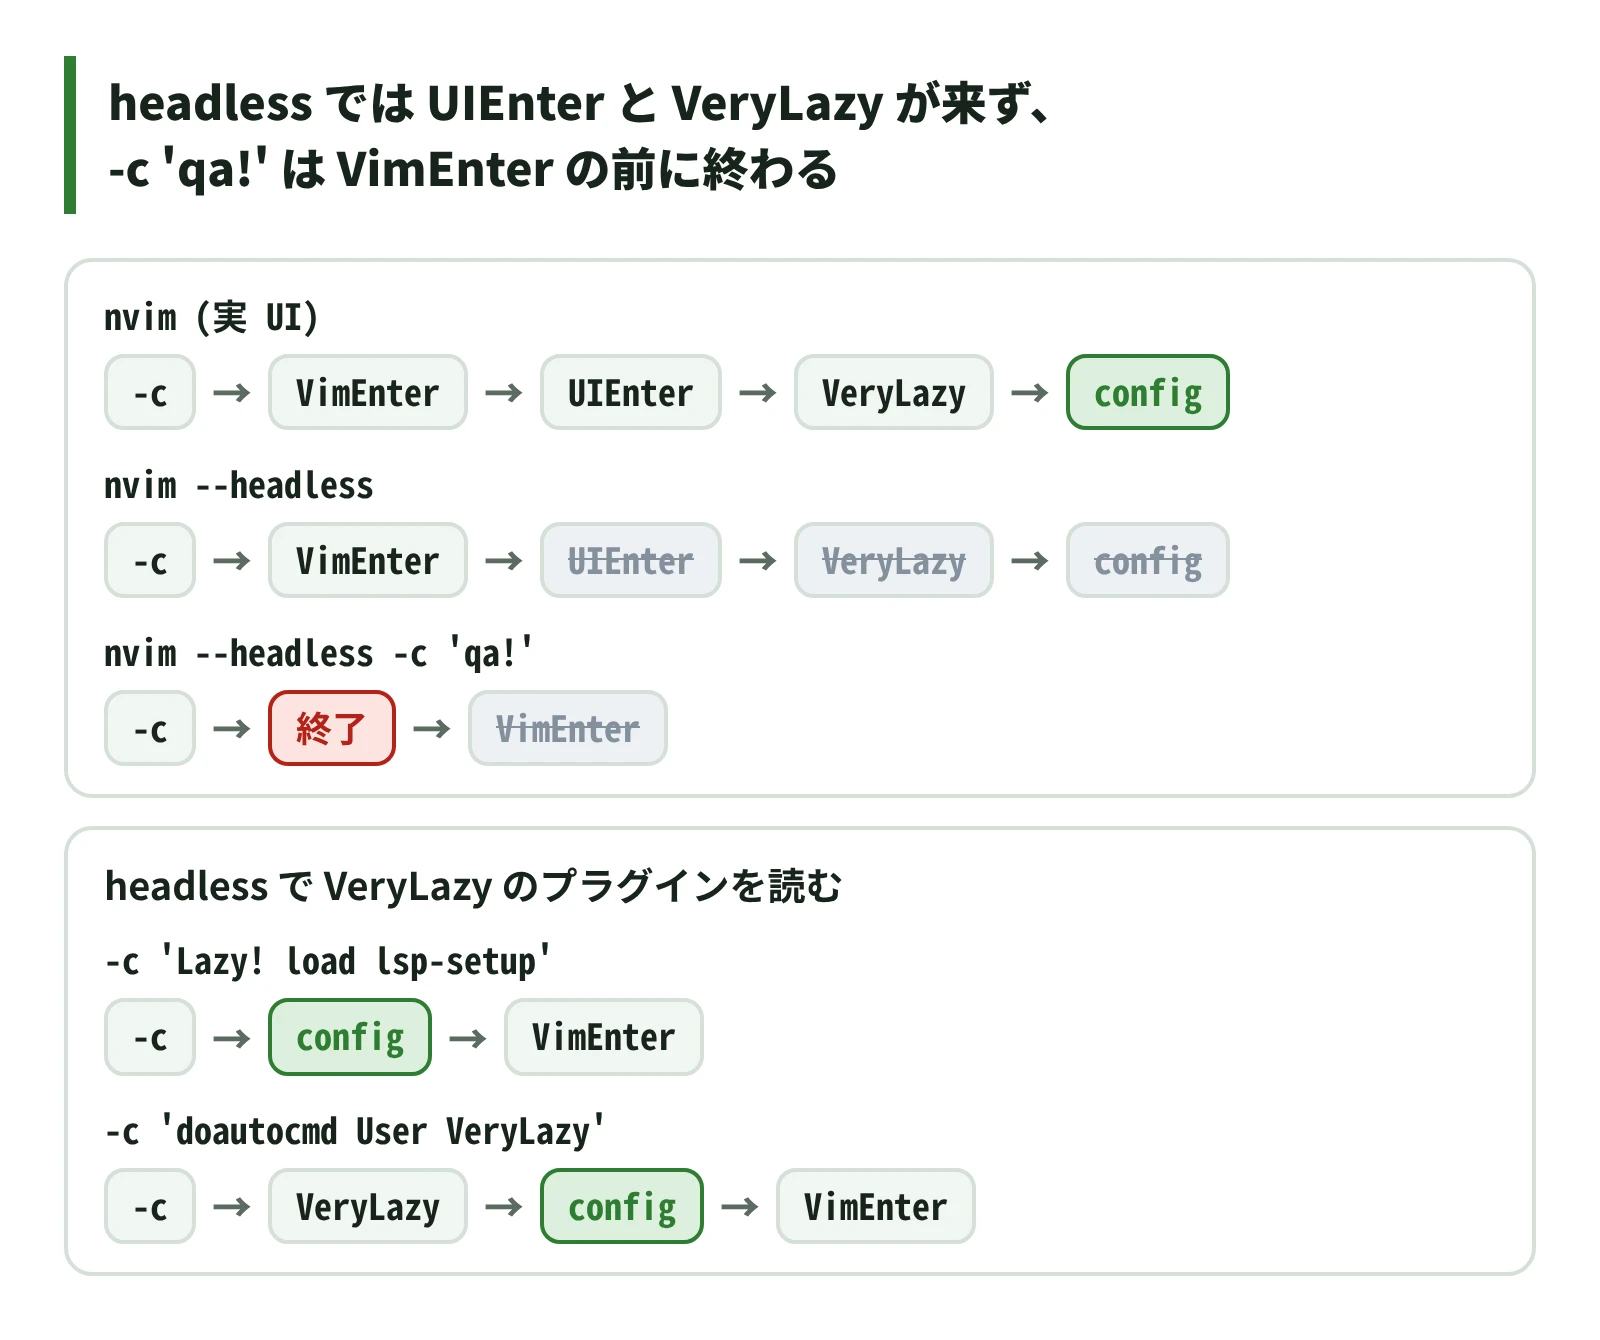 headless では UIEnter と VeryLazy が来ず、
-c 'qa!' は VimEnter の前に終わる
nvim (実 UI)
-c → VimEnter → UIEnter → VeryLazy → config
nvim --headless
-c → VimEnter → UIEnter → VeryLazy → config
nvim --headless -c 'qa!'
-c → 終了 → VimEnter
headless で VeryLazy のプラグインを読む
-c 'Lazy! load lsp-setup'
-c → config → VimEnter
-c 'doautocmd User VeryLazy'
-c → VeryLazy → config → VimEnter